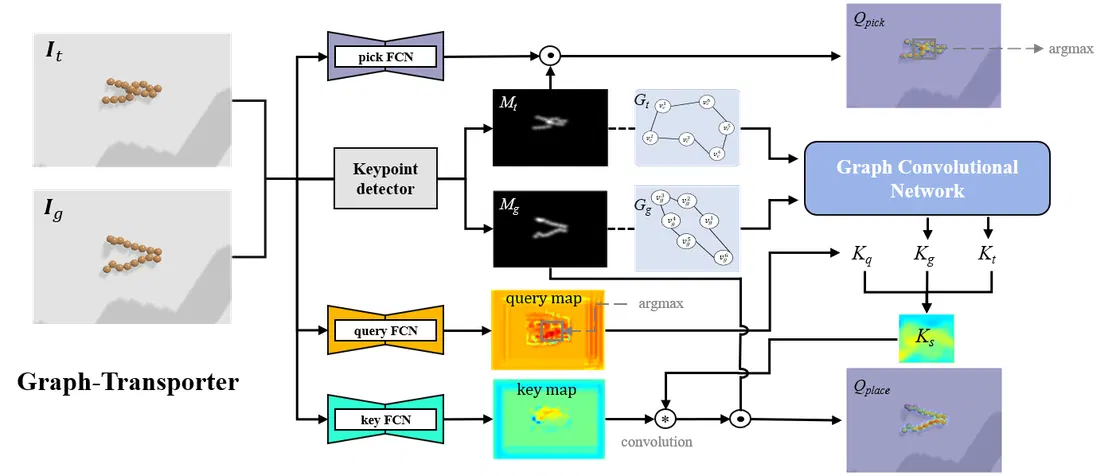 I_t
pick FCN
Q_pick
argmax
M_t
G_t
Keypoint
detector
Graph Convolutional
Network
I_g
M_g
G_g
K_q
K_g
K_t
query map
argmax
query FCN
K_s
Graph-Transporter
key map
key FCN
*
convolution
Q_place